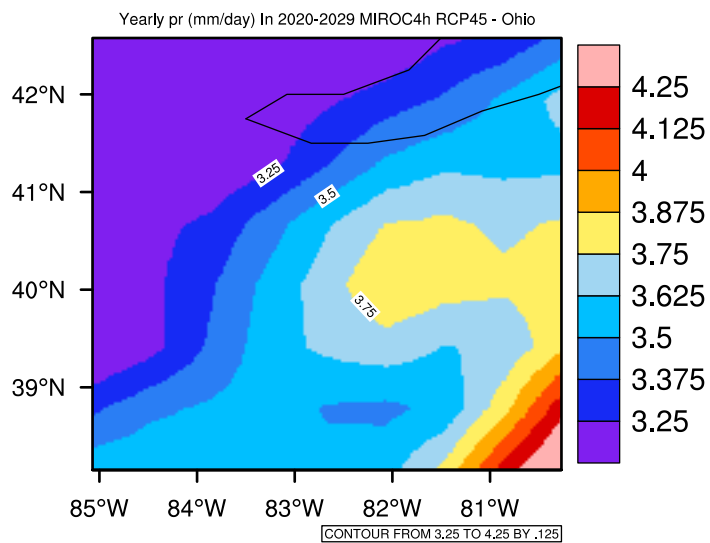 Yearly pr (mm/day) In 2020-2029 MIROC4h RCP45 - Ohio
42°N
41°N
40°N
39°N
3.25
3.5
3.75
85°W
84°W
83°W
82°W
81°W
4.25
4.125
4
3.875
3.75
3.625
3.5
3.375
3.25
CONTOUR FROM 3.25 TO 4.25 BY .125